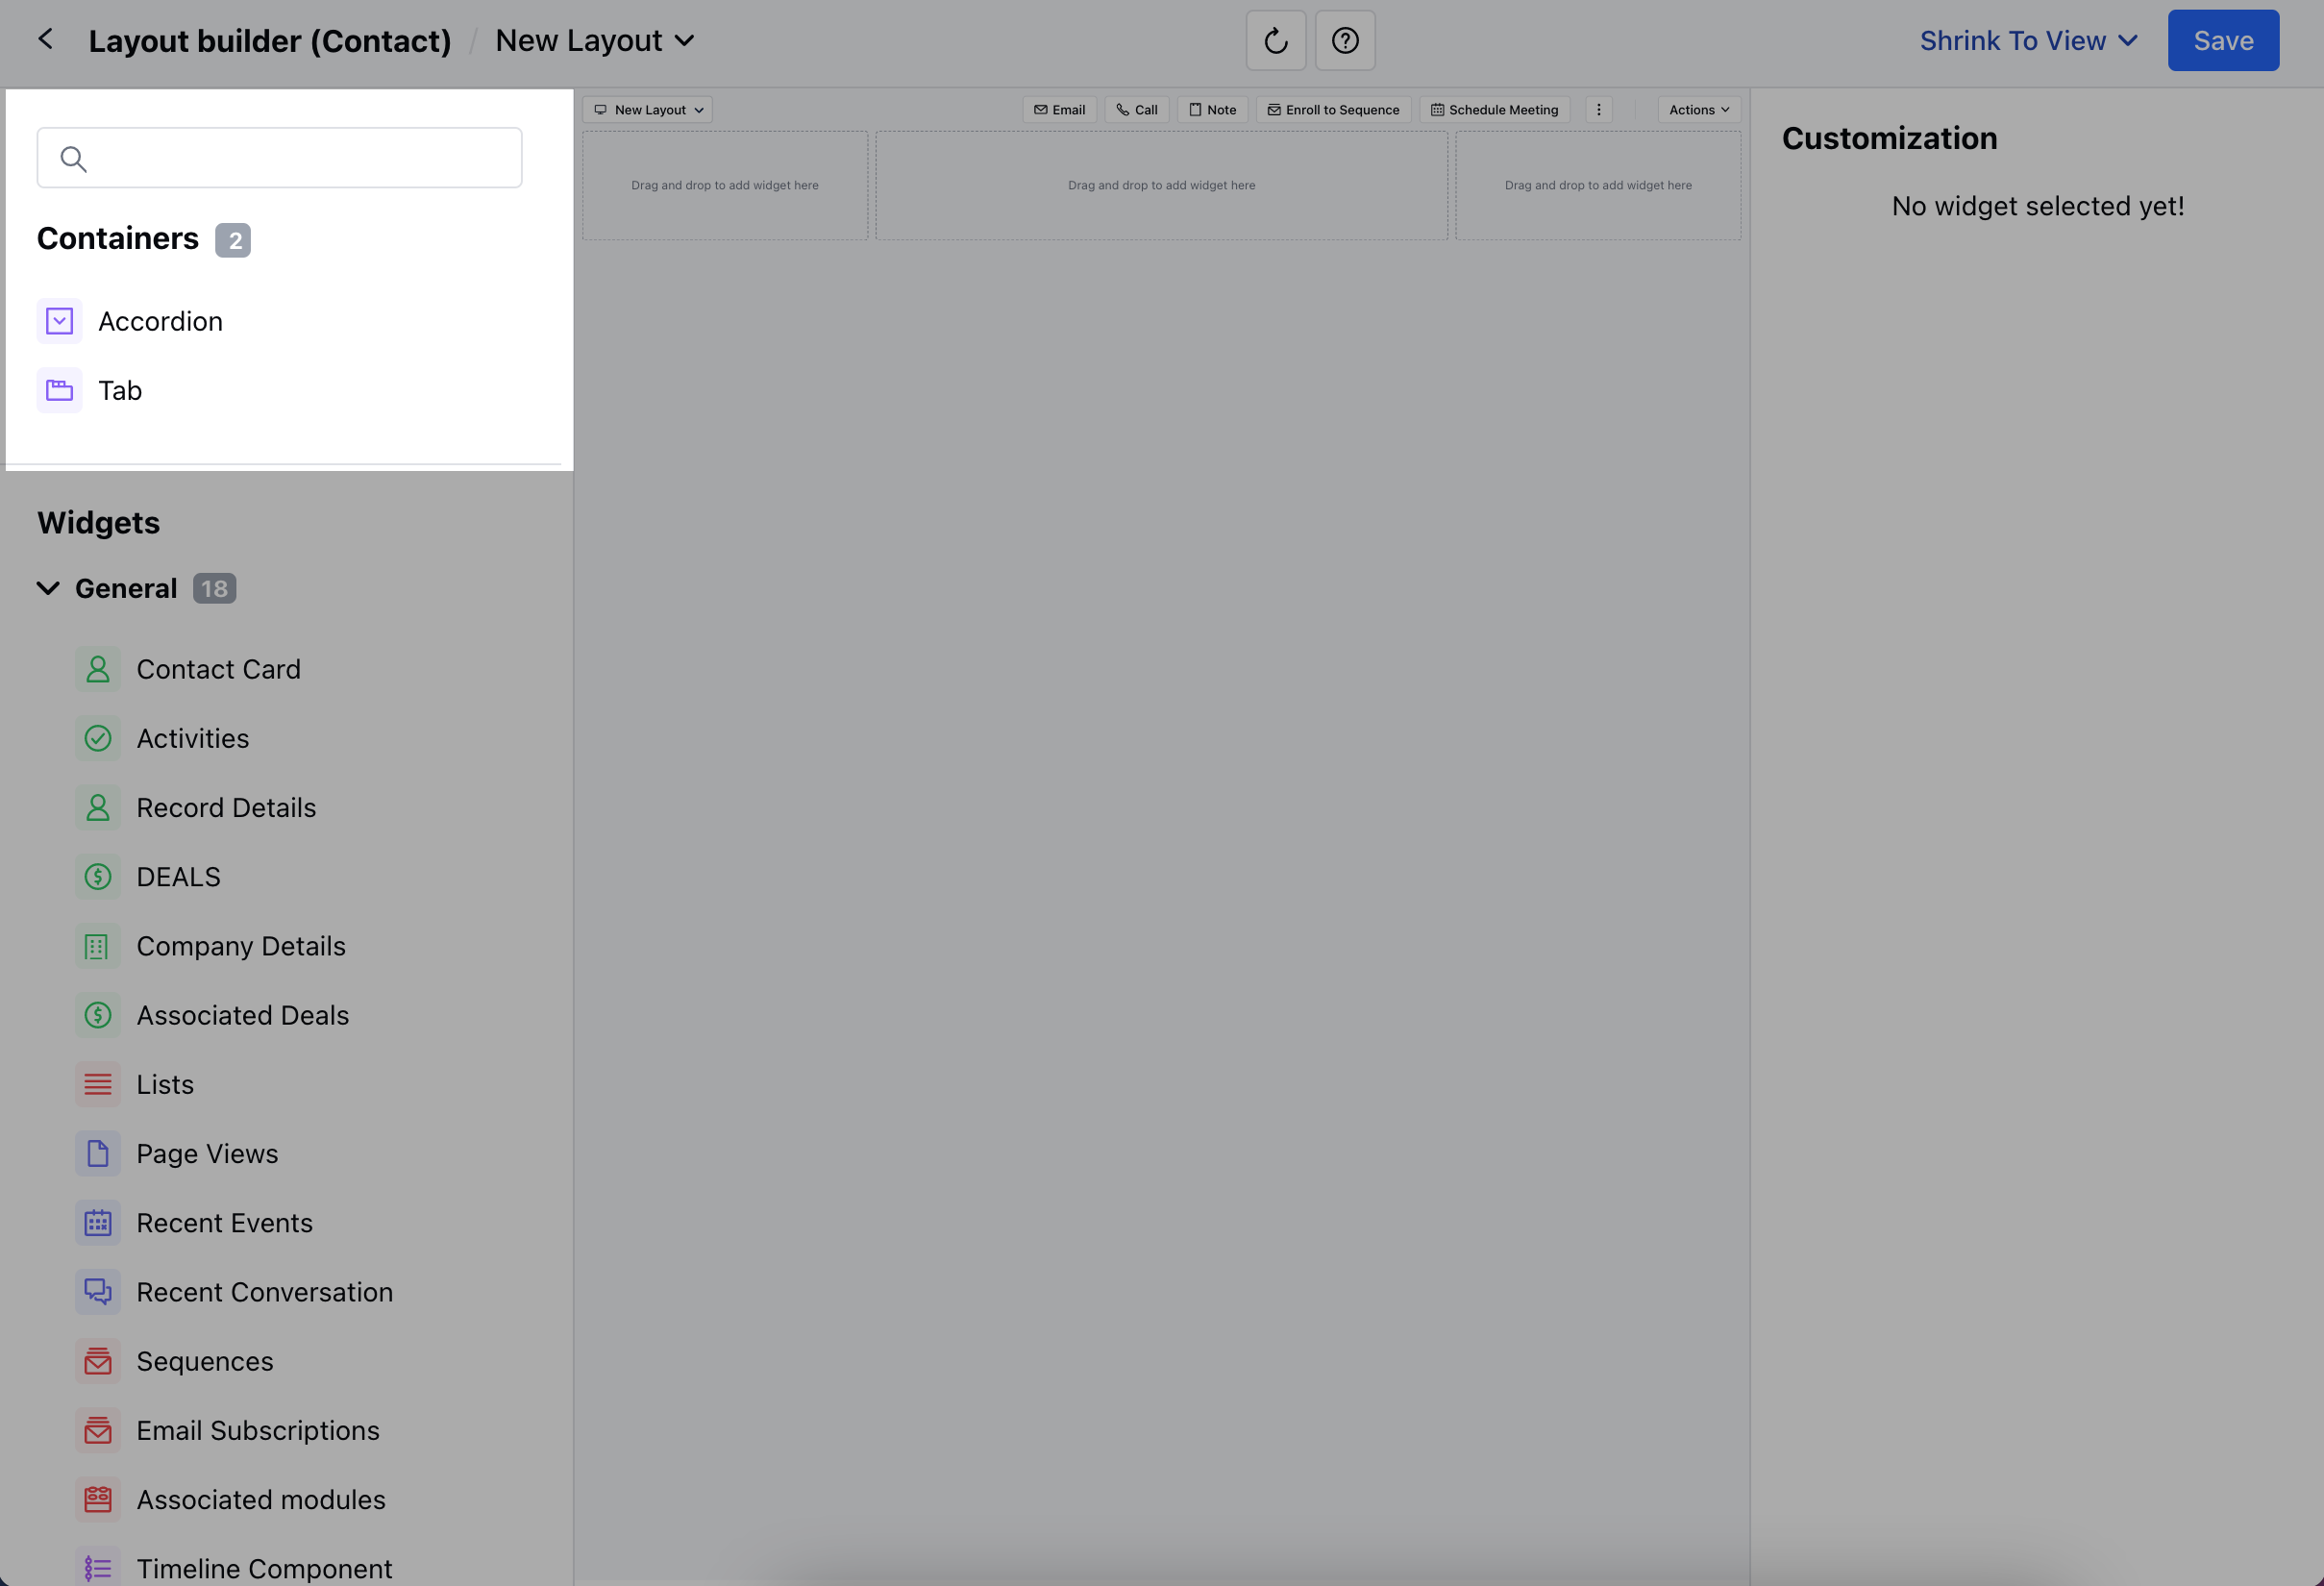 Layout builder (Contact) / New Layout
Shrink To View
Save
Containers 2
Accordion
Tab
Widgets
General 18
Contact Card
Activities
Record Details
DEALS
Company Details
Associated Deals
Lists
Page Views
Recent Events
Recent Conversation
Sequences
Email Subscriptions
Associated modules
Timeline Component
New Layout
Email
Call
Note
Enroll to Sequence
Schedule Meeting
Actions
Drag and drop to add widget here
Drag and drop to add widget here
Drag and drop to add widget here
Customization
No widget selected yet!